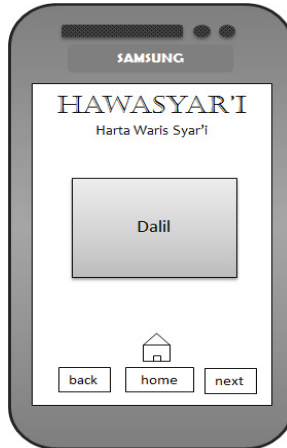 SAMSUNG
HAWASYAR'I
Harta Waris Syar'i
Dalil
back home next